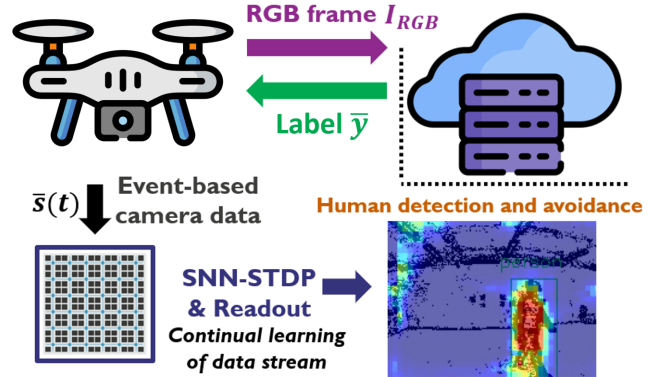 RGB frame I_RGB
Label ȳ
s̄(t)
Event-based
camera data
Human detection and avoidance
person
SNN-STDP
& Readout
Continual learning
of data stream